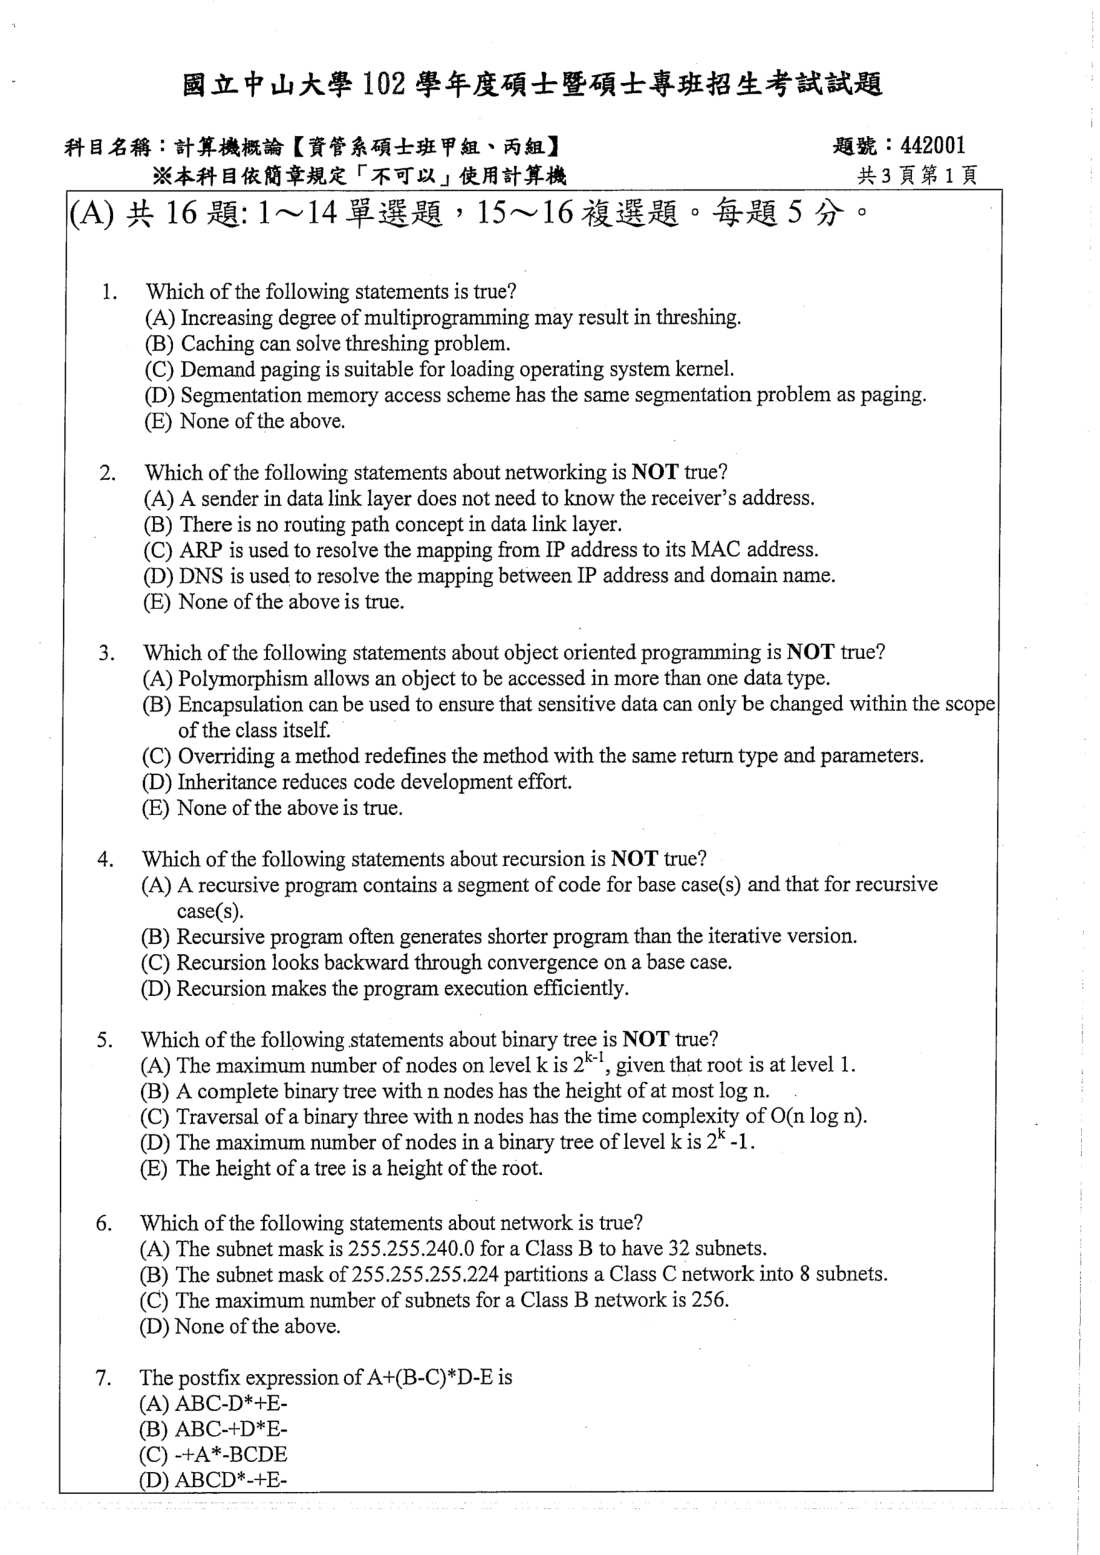 國立中山大學 102 學年度碩士暨碩士專班招生考試試題
科目名稱：計算機概論【資管系碩士班甲組、丙組】
題號：442001
※本科目依簡章規定「不可以」使用計算機
共 3 頁第 1 頁
(A) 共 16 題: 1～14 單選題，15～16 複選題。每題 5 分。
1. Which of the following statements is true?
(A) Increasing degree of multiprogramming may result in threshing.
(B) Caching can solve threshing problem.
(C) Demand paging is suitable for loading operating system kernel.
(D) Segmentation memory access scheme has the same segmentation problem as paging.
(E) None of the above.
2. Which of the following statements about networking is NOT true?
(A) A sender in data link layer does not need to know the receiver's address.
(B) There is no routing path concept in data link layer.
(C) ARP is used to resolve the mapping from IP address to its MAC address.
(D) DNS is used to resolve the mapping between IP address and domain name.
(E) None of the above is true.
3. Which of the following statements about object oriented programming is NOT true?
(A) Polymorphism allows an object to be accessed in more than one data type.
(B) Encapsulation can be used to ensure that sensitive data can only be changed within the scope
of the class itself.
(C) Overriding a method redefines the method with the same return type and parameters.
(D) Inheritance reduces code development effort.
(E) None of the above is true.
4. Which of the following statements about recursion is NOT true?
(A) A recursive program contains a segment of code for base case(s) and that for recursive
case(s).
(B) Recursive program often generates shorter program than the iterative version.
(C) Recursion looks backward through convergence on a base case.
(D) Recursion makes the program execution efficiently.
5. Which of the following statements about binary tree is NOT true?
(A) The maximum number of nodes on level k is 2^{k-1}, given that root is at level 1.
(B) A complete binary tree with n nodes has the height of at most log n.
(C) Traversal of a binary three with n nodes has the time complexity of O(n log n).
(D) The maximum number of nodes in a binary tree of level k is 2^k -1.
(E) The height of a tree is a height of the root.
6. Which of the following statements about network is true?
(A) The subnet mask is 255.255.240.0 for a Class B to have 32 subnets.
(B) The subnet mask of 255.255.255.224 partitions a Class C network into 8 subnets.
(C) The maximum number of subnets for a Class B network is 256.
(D) None of the above.
7. The postfix expression of A+(B-C)*D-E is
(A) ABC-D*+E-
(B) ABC-+D*E-
(C) -+A*-BCDE
(D) ABCD*-+E-